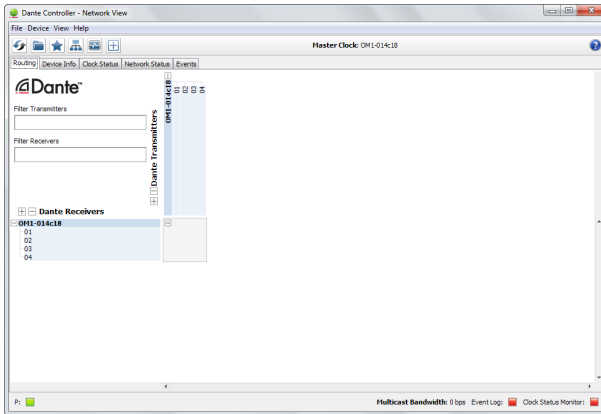 Dante Controller - Network View
File Device View Help
Master Clock: OM1-014c18
?
Routing Device Info Clock Status Network Status Events
Dante™
Filter Transmitters
Filter Receivers
Dante Transmitters
OM1-014c18
01
02
03
04
Dante Receivers
OM1-014c18
01
02
03
04
P: Multicast Bandwidth: 0 bps Event Log: Clock Status Monitor: